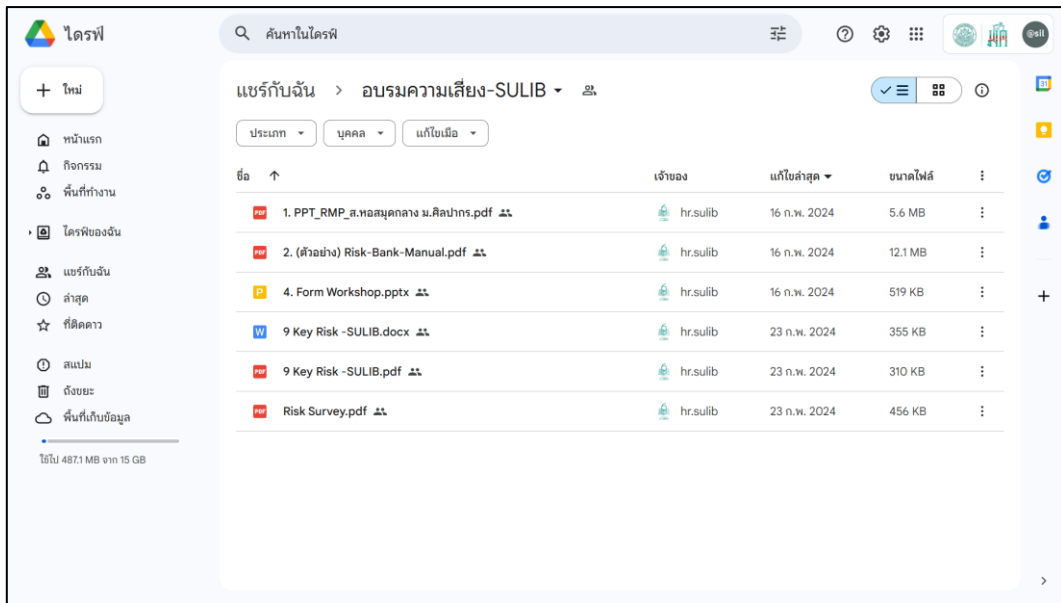 ไดรฟ์
ค้นหาในไดรฟ์
@sil
ใหม่
หน้าแรก
กิจกรรม
พื้นที่ทำงาน
ไดรฟ์ของฉัน
แชร์กับฉัน
ล่าสุด
ที่ติดดาว
สแปม
ถังขยะ
พื้นที่เก็บข้อมูล
ใช้ไป 487.1 MB จาก 15 GB
แชร์กับฉัน > อบรมความเสี่ยง-SULIB
ประเภท บุคคล แก้ไขเมื่อ
ชื่อ เจ้าของ แก้ไขล่าสุด ขนาดไฟล์
PDF 1. PPT_RMP_ส.หอสมุดกลาง ม.ศิลปากร.pdf hr.sulib 16 ก.พ. 2024 5.6 MB
PDF 2. (ตัวอย่าง) Risk-Bank-Manual.pdf hr.sulib 16 ก.พ. 2024 12.1 MB
P 4. Form Workshop.pptx hr.sulib 16 ก.พ. 2024 519 KB
W 9 Key Risk -SULIB.docx hr.sulib 23 ก.พ. 2024 355 KB
PDF 9 Key Risk -SULIB.pdf hr.sulib 23 ก.พ. 2024 310 KB
PDF Risk Survey.pdf hr.sulib 23 ก.พ. 2024 456 KB
31